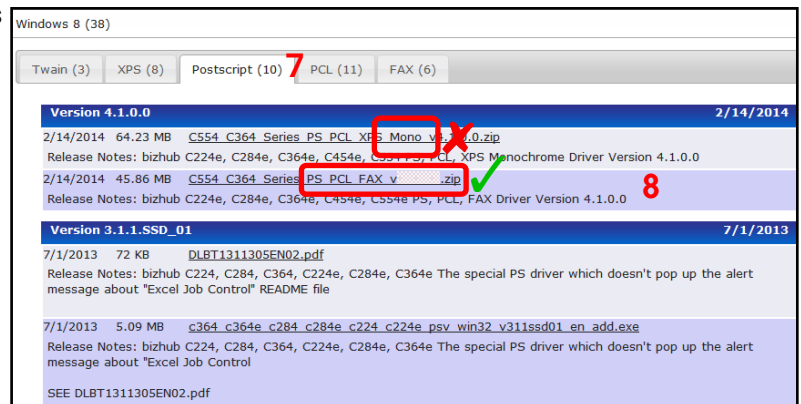 s
Windows 8 (38)
Twain (3) XPS (8) Postscript (10) 7 PCL (11) FAX (6)
Version 4.1.0.0 2/14/2014
2/14/2014 64.23 MB C554_C364_Series_PS_PCL_XPS_Mono_v4.1.0.0.zip
Release Notes: bizhub C224e, C284e, C364e, C454e, C554e PS, PCL, XPS Monochrome Driver Version 4.1.0.0
2/14/2014 45.86 MB C554_C364_Series_PS_PCL_FAX_v .zip
8
Release Notes: bizhub C224e, C284e, C364e, C454e, C554e PS, PCL, FAX Driver Version 4.1.0.0
Version 3.1.1.SSD_01 7/1/2013
7/1/2013 72 KB DLBT1311305EN02.pdf
Release Notes: bizhub C224, C284, C364, C224e, C284e, C364e The special PS driver which doesn't pop up the alert
message about "Excel Job Control" README file
7/1/2013 5.09 MB c364_c364e_c284_c284e_c224_c224e_psv_win32_v311ssd01_en_add.exe
Release Notes: bizhub C224, C284, C364, C224e, C284e, C364e The special PS driver which doesn't pop up the alert
message about "Excel Job Control
SEE DLBT1311305EN02.pdf